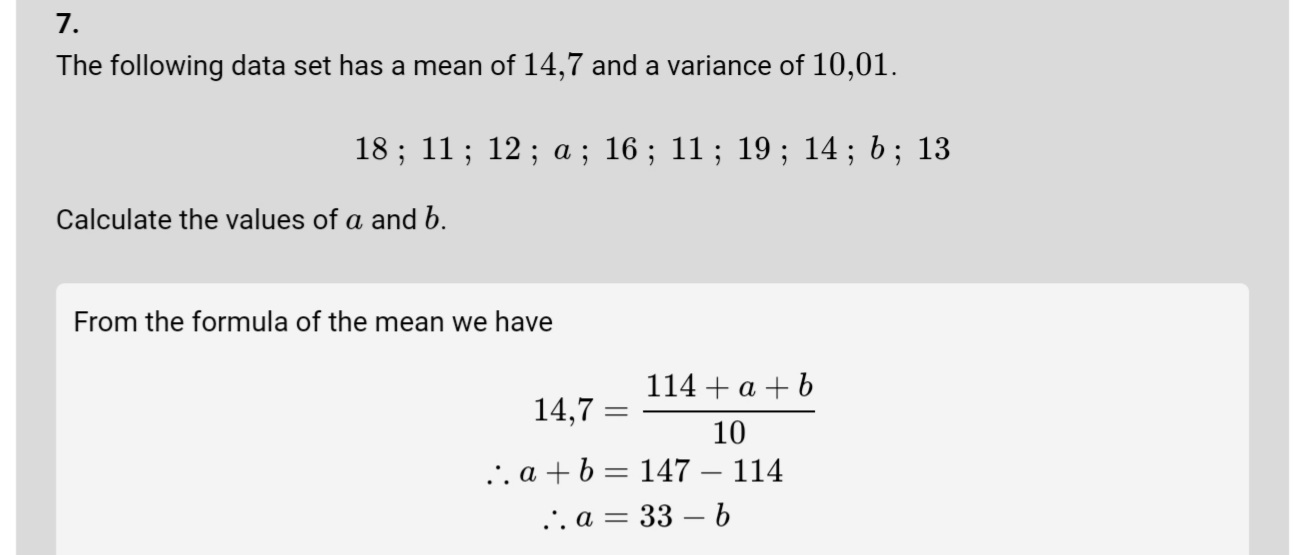 7.
The following data set has a mean of 14,7 and a variance of 10,01.
18 ; 11 ; 12 ; a ; 16 ; 11 ; 19 ; 14 ; b ; 13
Calculate the values of a and b.
From the formula of the mean we have
14,7 = \frac{114 + a + b}{10}
∴ a + b = 147 − 114
∴ a = 33 − b